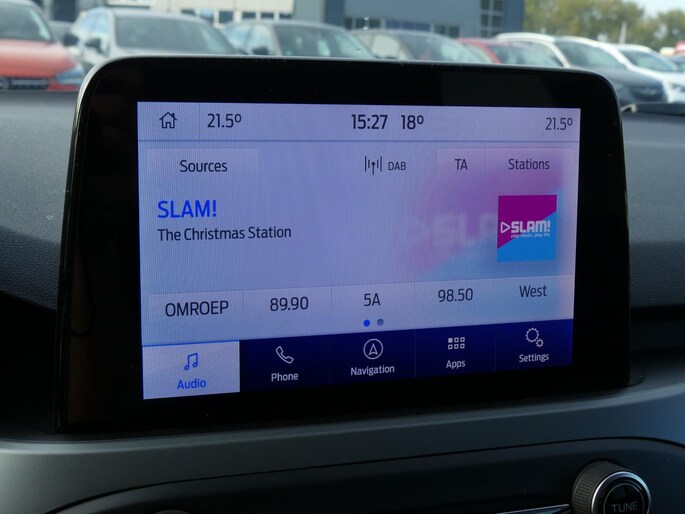 21.5° 15:27 18° 21.5°
Sources DAB TA Stations
SLAM!
The Christmas Station
SLAM!
OMROEP 89.90 5A 98.50 West
Audio Phone Navigation Apps Settings
TUNE